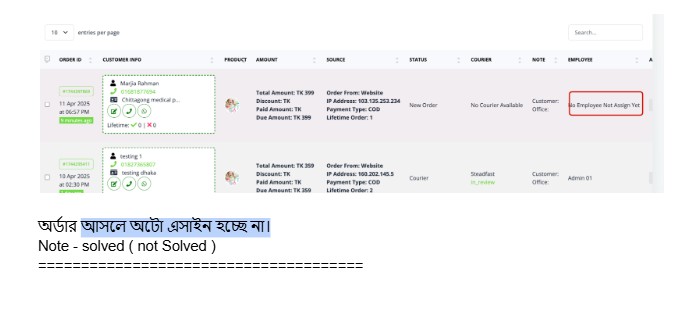 18 entries per page
Search...
ORDER ID CUSTOMER INFO PRODUCT AMOUNT SOURCE STATUS COURIER NOTE EMPLOYEE A
Marjia Rahman
Chittagong medical p...
Lifetime: ✓ 0 | ✕ 0
11 Apr 2025
at 06:57 PM
9 minutes ago
Total Amount: TK 399
Discount: TK
Paid Amount: TK
Due Amount: TK 399
Order From: Website
IP Address: 103.135.253.234
Payment Type: COD
Lifetime Order: 1
New Order
No Courier Available
Customer:
Office:
No Employee Not Assign Yet
testing 1
testing dhaka
10 Apr 2025
at 02:30 PM
Total Amount: TK 359
Discount: TK
Paid Amount: TK
Due Amount: TK 359
Order From: Website
IP Address: 160.202.145.5
Payment Type: COD
Lifetime Order: 2
Courier
Steadfast
in_review
Customer:
Office:
Admin 01
অর্ডার আসলে অটো এসাইন হচ্ছে না।
Note - solved ( not Solved )
=====================================